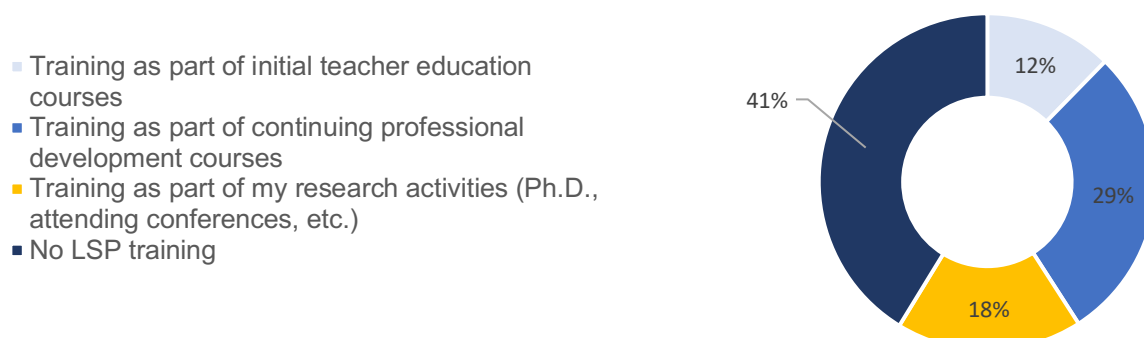 Training as part of initial teacher education
courses
Training as part of continuing professional
development courses
Training as part of my research activities (Ph.D.,
attending conferences, etc.)
No LSP training
12%
41%
29%
18%